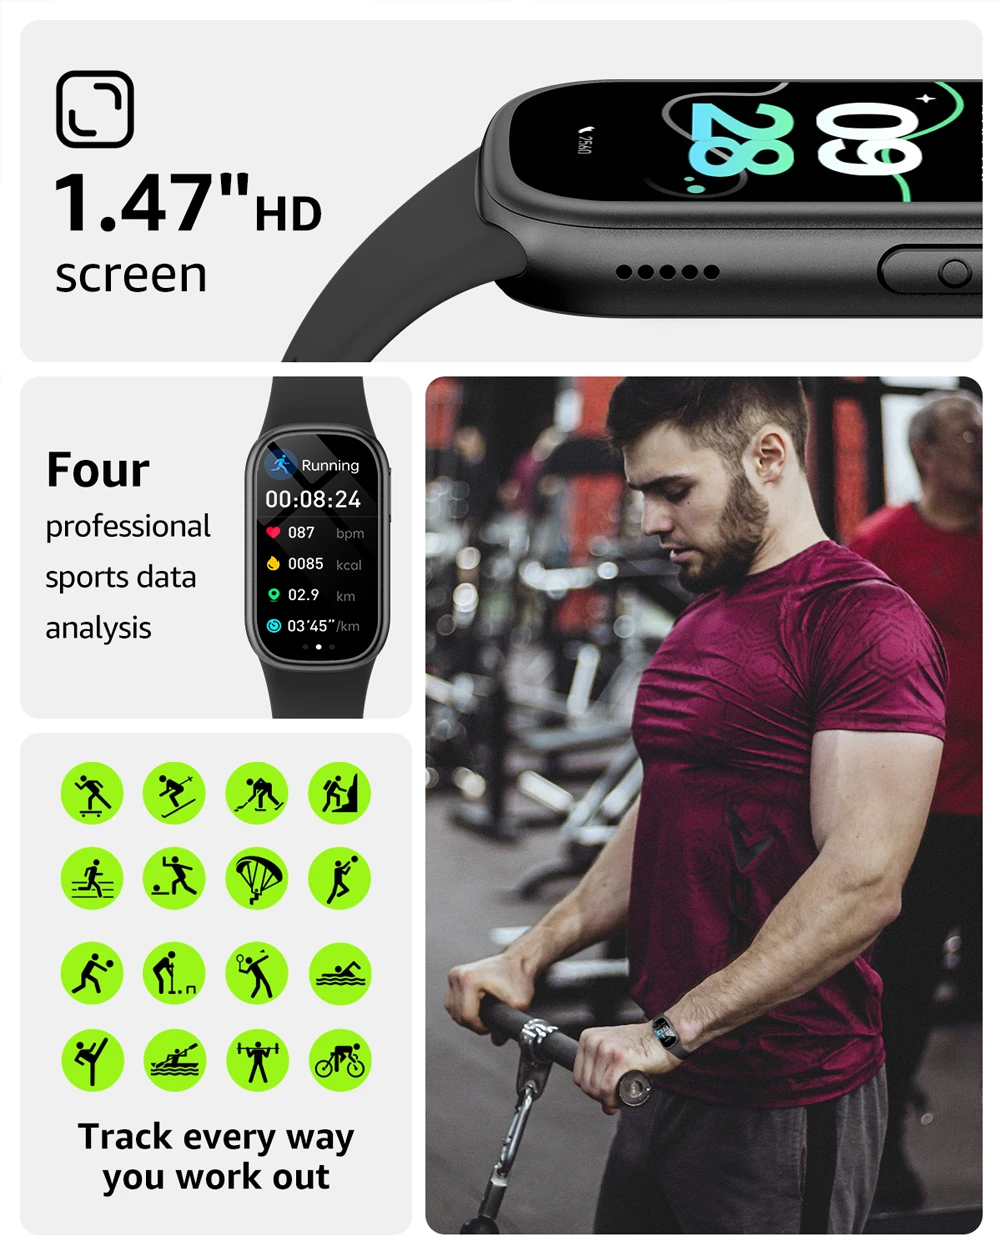 1.47"HD
screen
09
28
2560
Four
professional
sports data
analysis
Running
00:08:24
087 bpm
0085 kcal
02.9 km
03'45"/km
Track every way
you work out